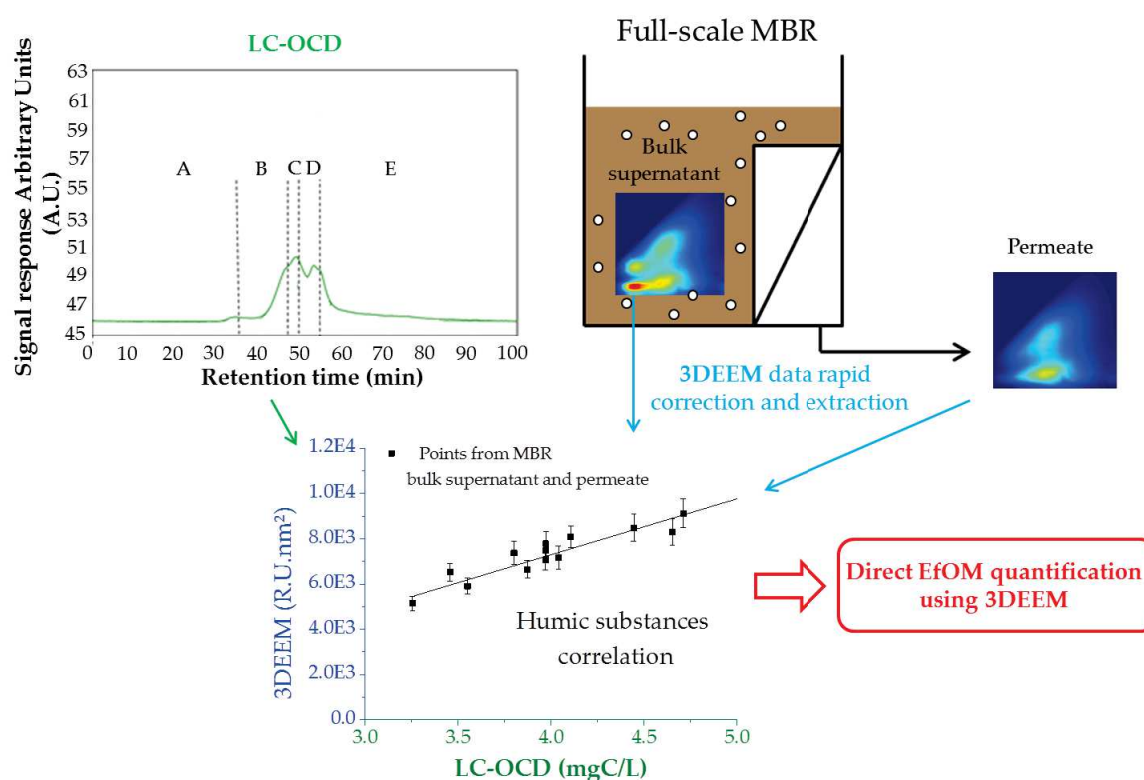 LC-OCD
Signal response Arbitrary Units
(A.U.)
63
61
59
57
55
53
51
49
47
45
A B C D E
0 10 20 30 40 50 60 70 80 90 100
Retention time (min)
Full-scale MBR
Bulk
supernatant
Permeate
3DEEM data rapid
correction and extraction
3DEEM (R.U.nm²)
1.2E4
1.0E4
8.0E3
6.0E3
4.0E3
2.0E3
0.0
Points from MBR
bulk supernatant and permeate
Humic substances
correlation
3.0 3.5 4.0 4.5 5.0
LC-OCD (mgC/L)
Direct EfOM quantification
using 3DEEM